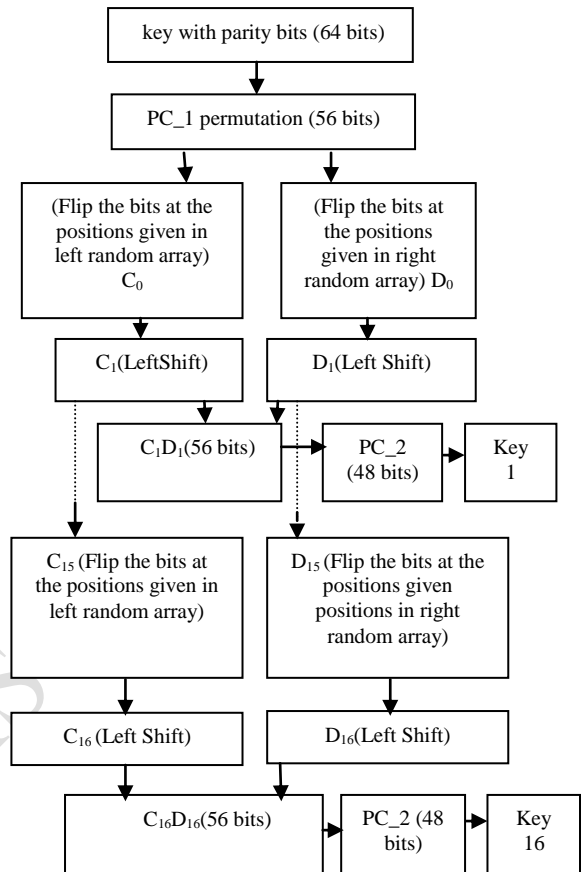 key with parity bits (64 bits)
PC_1 permutation (56 bits)
(Flip the bits at the
positions given in
left random array)
C₀
(Flip the bits at
the positions
given in right
random array) D₀
C₁(LeftShift)
D₁(Left Shift)
C₁D₁(56 bits)
PC_2
(48 bits)
Key
1
C₁₅ (Flip the bits at
the positions given in
left random array)
D₁₅ (Flip the bits at the
positions given
positions in right
random array)
C₁₆ (Left Shift)
D₁₆(Left Shift)
C₁₆D₁₆(56 bits)
PC_2 (48
bits)
Key
16